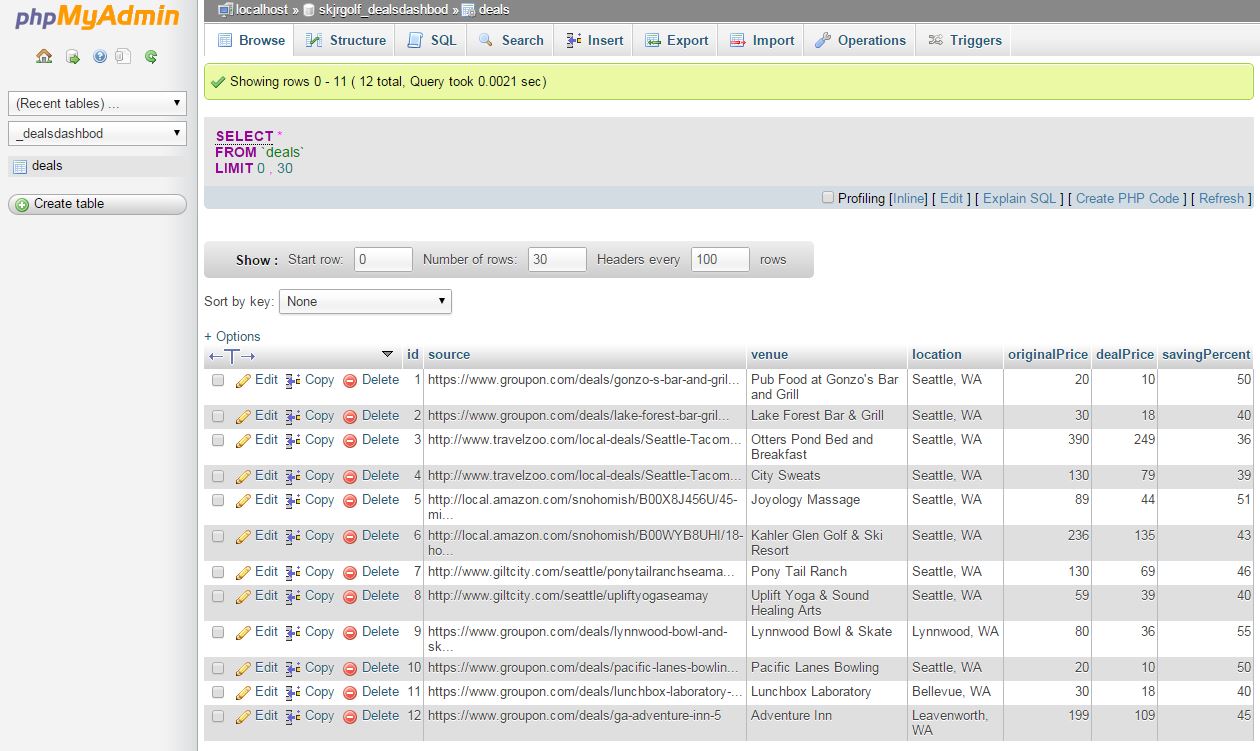 phpMyAdmin
(Recent tables) ...
_dealsdashbod
deals
Create table
localhost » skjrgolf_dealsdashbod » deals
Browse Structure SQL Search Insert Export Import Operations Triggers
Showing rows 0 - 11 ( 12 total, Query took 0.0021 sec)
SELECT *
FROM `deals`
LIMIT 0 , 30
Profiling [Inline] [ Edit ] [ Explain SQL ] [ Create PHP Code ] [ Refresh ]
Show : Start row: 0 Number of rows: 30 Headers every 100 rows
Sort by key: None
+ Options
←T→ id source venue location originalPrice dealPrice savingPercent
Edit Copy Delete 1 https://www.groupon.com/deals/gonzo-s-bar-and-gril... Pub Food at Gonzo's Bar Seattle, WA 20 10 50
and Grill
Edit Copy Delete 2 https://www.groupon.com/deals/lake-forest-bar-gril... Lake Forest Bar & Grill Seattle, WA 30 18 40
Edit Copy Delete 3 http://www.travelzoo.com/local-deals/Seattle-Tacom... Otters Pond Bed and Seattle, WA 390 249 36
Breakfast
Edit Copy Delete 4 http://www.travelzoo.com/local-deals/Seattle-Tacom... City Sweats Seattle, WA 130 79 39
Edit Copy Delete 5 http://local.amazon.com/snohomish/B00X8J456U/45- Joyology Massage Seattle, WA 89 44 51
mi...
Edit Copy Delete 6 http://local.amazon.com/snohomish/B00WYB8UHI/18- Kahler Glen Golf & Ski Seattle, WA 236 135 43
ho... Resort
Edit Copy Delete 7 http://www.giltcity.com/seattle/ponytailranchseama... Pony Tail Ranch Seattle, WA 130 69 46
Edit Copy Delete 8 http://www.giltcity.com/seattle/upliftyogaseamay Uplift Yoga & Sound Seattle, WA 59 39 40
Healing Arts
Edit Copy Delete 9 https://www.groupon.com/deals/lynnwood-bowl-and- Lynnwood Bowl & Skate Lynnwood, WA 80 36 55
sk...
Edit Copy Delete 10 https://www.groupon.com/deals/pacific-lanes-bowlin... Pacific Lanes Bowling Seattle, WA 20 10 50
Edit Copy Delete 11 https://www.groupon.com/deals/lunchbox-laboratory-... Lunchbox Laboratory Bellevue, WA 30 18 40
Edit Copy Delete 12 https://www.groupon.com/deals/ga-adventure-inn-5 Adventure Inn Leavenworth, 199 109 45
WA